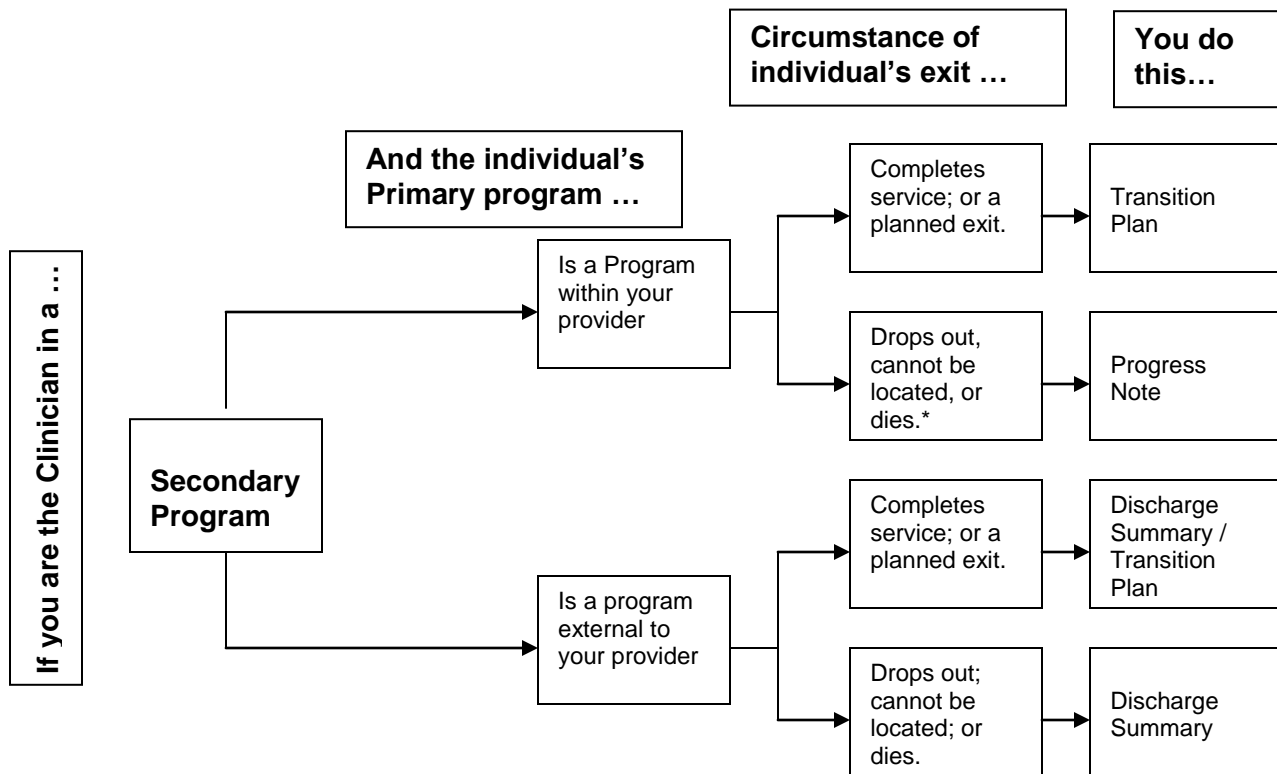 Circumstance of
individual’s exit …
You do
this…
And the individual’s
Primary program …
If you are the Clinician in a …
Secondary
Program
Is a Program
within your
provider
Completes
service; or a
planned exit.
Transition
Plan
Drops out,
cannot be
located, or
dies.*
Progress
Note
Is a program
external to
your provider
Completes
service; or a
planned exit.
Discharge
Summary /
Transition
Plan
Drops out;
cannot be
located; or
dies.
Discharge
Summary